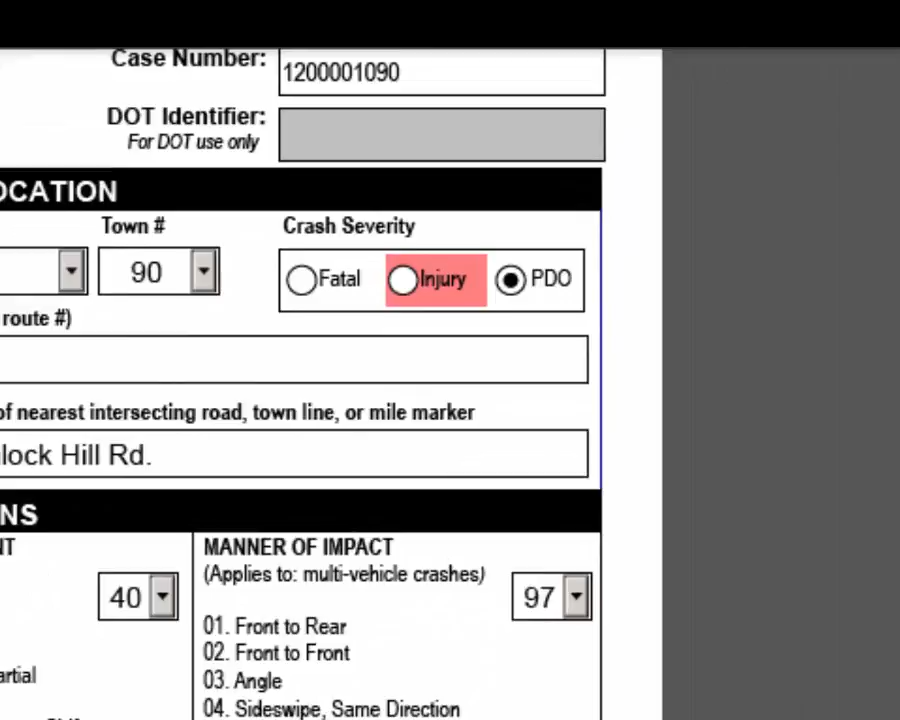 Case Number:
1200001090
DOT Identifier:
For DOT use only
OCATION
Town #
Crash Severity
90
Fatal
Injury
PDO
route #)
of nearest intersecting road, town line, or mile marker
lock Hill Rd.
NS
NT
MANNER OF IMPACT
(Applies to: multi-vehicle crashes)
40
97
01. Front to Rear
02. Front to Front
artial
03. Angle
04. Sideswipe, Same Direction